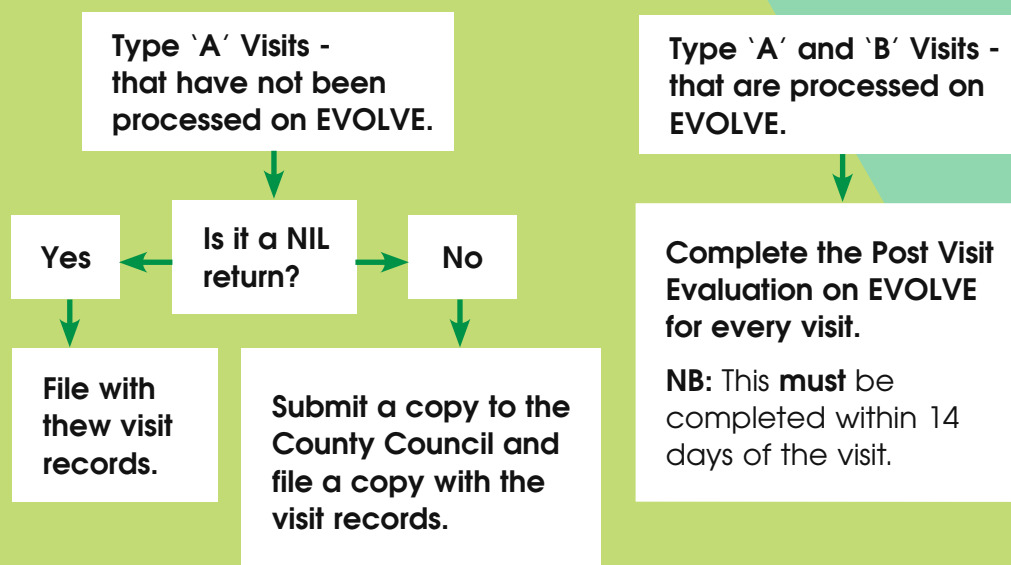 Type `A´ Visits -
that have not been
processed on EVOLVE.
Is it a NIL
return?
Yes
No
File with
thew visit
records.
Submit a copy to the
County Council and
file a copy with the
visit records.
Type `A´ and `B´ Visits -
that are processed on
EVOLVE.
Complete the Post Visit
Evaluation on EVOLVE
for every visit.
NB: This must be
completed within 14
days of the visit.